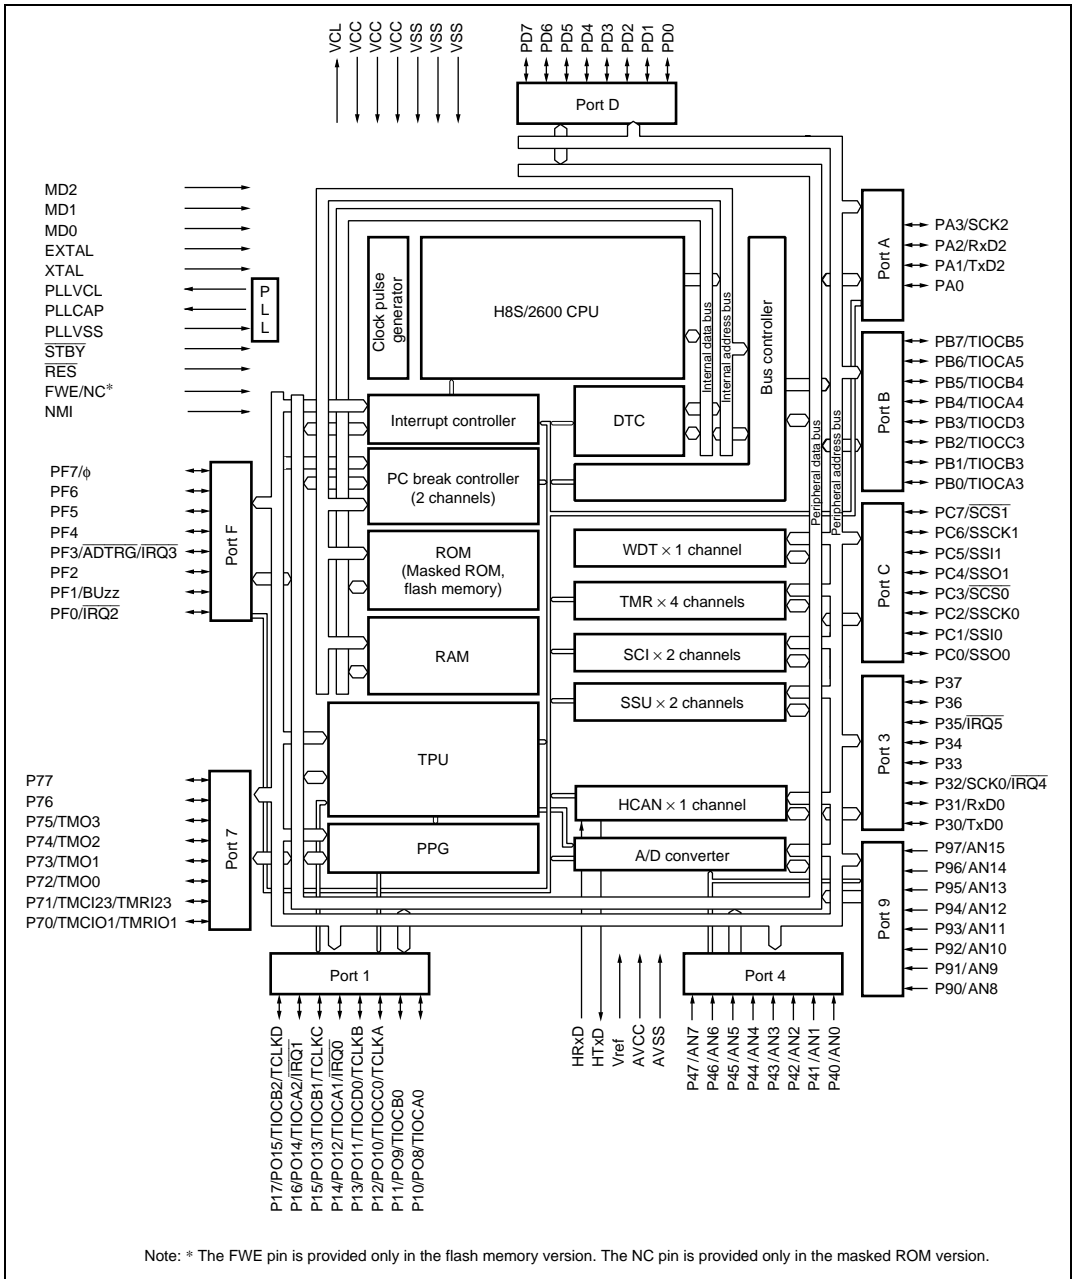 VCL
VCC
VCC
VCC
VSS
VSS
VSS
PD7
PD6
PD5
PD4
PD3
PD2
PD1
PD0
Port D
MD2
MD1
MD0
EXTAL
XTAL
PLLVCL
PLLCAP
PLLVSS
STBY
RES
FWE/NC*
NMI
PLL
Clock pulse generator
H8S/2600 CPU
Internal data bus
Internal address bus
Bus controller
Interrupt controller
DTC
PC break controller
(2 channels)
ROM
(Masked ROM,
flash memory)
RAM
TPU
PPG
WDT × 1 channel
TMR × 4 channels
SCI × 2 channels
SSU × 2 channels
HCAN × 1 channel
A/D converter
Peripheral data bus
Peripheral address bus
Port A
PA3/SCK2
PA2/RxD2
PA1/TxD2
PA0
Port B
PB7/TIOCB5
PB6/TIOCA5
PB5/TIOCB4
PB4/TIOCA4
PB3/TIOCD3
PB2/TIOCC3
PB1/TIOCB3
PB0/TIOCA3
Port C
PC7/SCS1
PC6/SSCK1
PC5/SSI1
PC4/SSO1
PC3/SCS0
PC2/SSCK0
PC1/SSI0
PC0/SSO0
Port 3
P37
P36
P35/IRQ5
P34
P33
P32/SCK0/IRQ4
P31/RxD0
P30/TxD0
Port 9
P97/AN15
P96/AN14
P95/AN13
P94/AN12
P93/AN11
P92/AN10
P91/AN9
P90/AN8
PF7/ϕ
PF6
PF5
PF4
PF3/ADTRG/IRQ3
PF2
PF1/BUzz
PF0/IRQ2
Port F
P77
P76
P75/TMO3
P74/TMO2
P73/TMO1
P72/TMO0
P71/TMCI23/TMRI23
P70/TMCIO1/TMRIO1
Port 7
Port 1
P17/PO15/TIOCB2/TCLKD
P16/PO14/TIOCA2/IRQ1
P15/PO13/TIOCB1/TCLKC
P14/PO12/TIOCA1/IRQ0
P13/PO11/TIOCD0/TCLKB
P12/PO10/TIOCC0/TCLKA
P11/PO9/TIOCB0
P10/PO8/TIOCA0
HRxD
HTxD
Vref
AVCC
AVSS
Port 4
P47/AN7
P46/AN6
P45/AN5
P44/AN4
P43/AN3
P42/AN2
P41/AN1
P40/AN0
Note: * The FWE pin is provided only in the flash memory version. The NC pin is provided only in the masked ROM version.